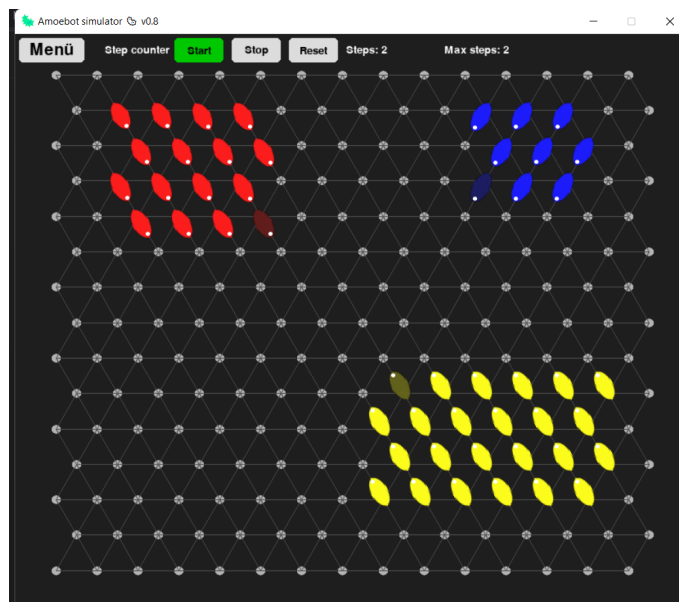 Amoebot simulator v0.8
Menü Step counter Start Stop Reset Steps: 2 Max steps: 2